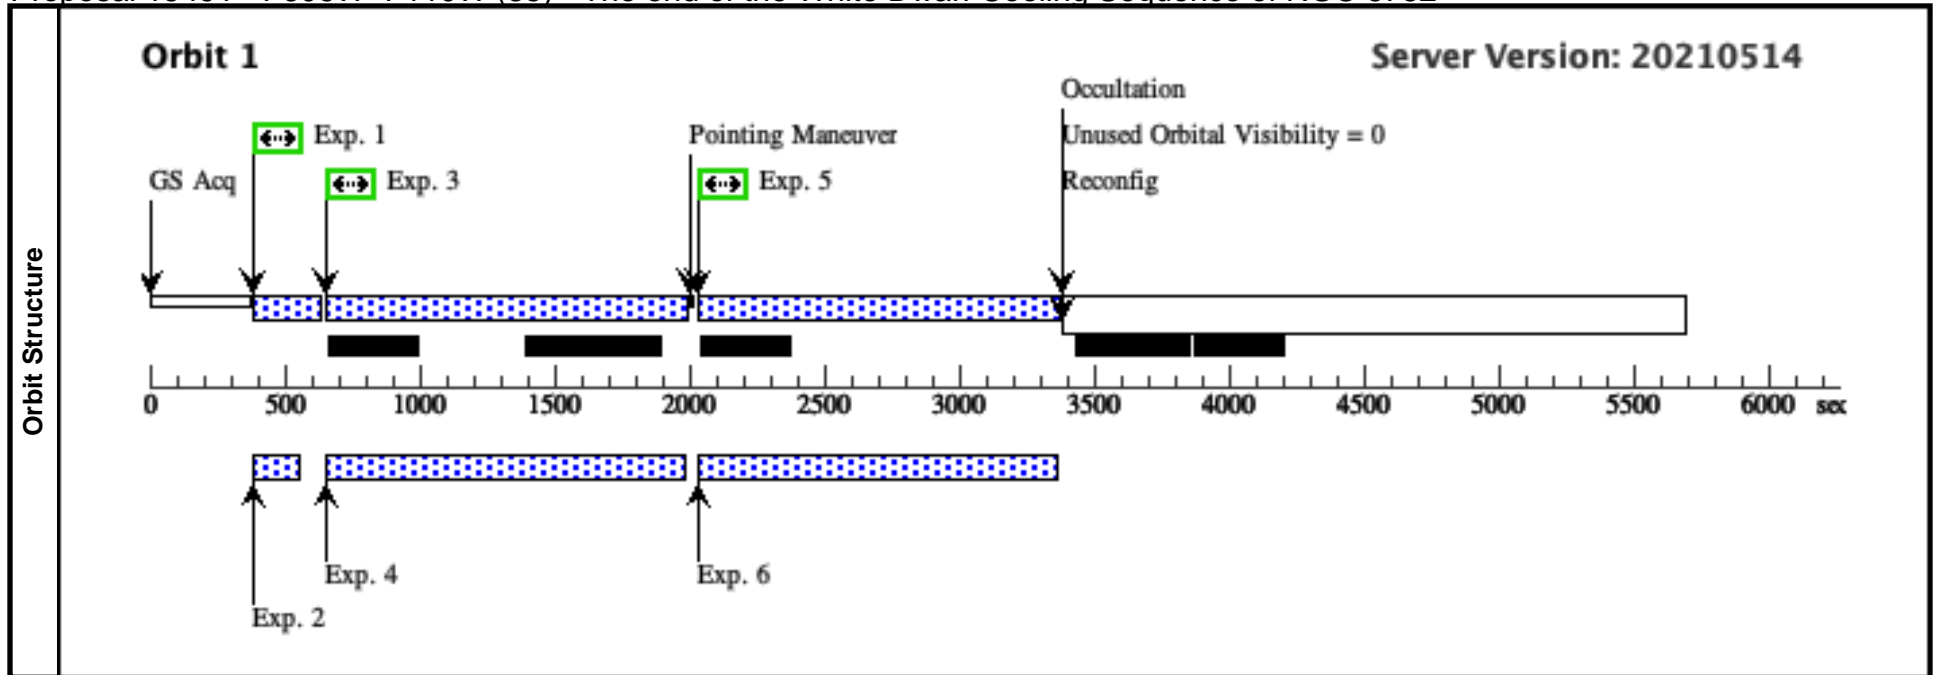 Orbit 1
Server Version: 20210514
Occultation
Exp. 1
Pointing Maneuver
Unused Orbital Visibility = 0
GS Acq
Exp. 3
Exp. 5
Reconfig
Orbit Structure
0 500 1000 1500 2000 2500 3000 3500 4000 4500 5000 5500 6000 sec
Exp. 4
Exp. 6
Exp. 2